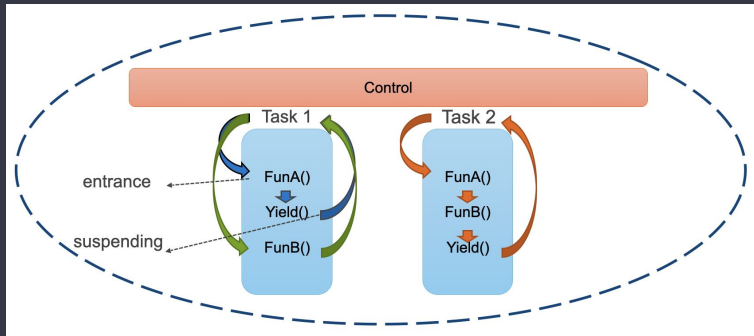 Control
Task 1
Task 2
entrance
FunA()
FunA()
Yield()
FunB()
suspending
FunB()
Yield()